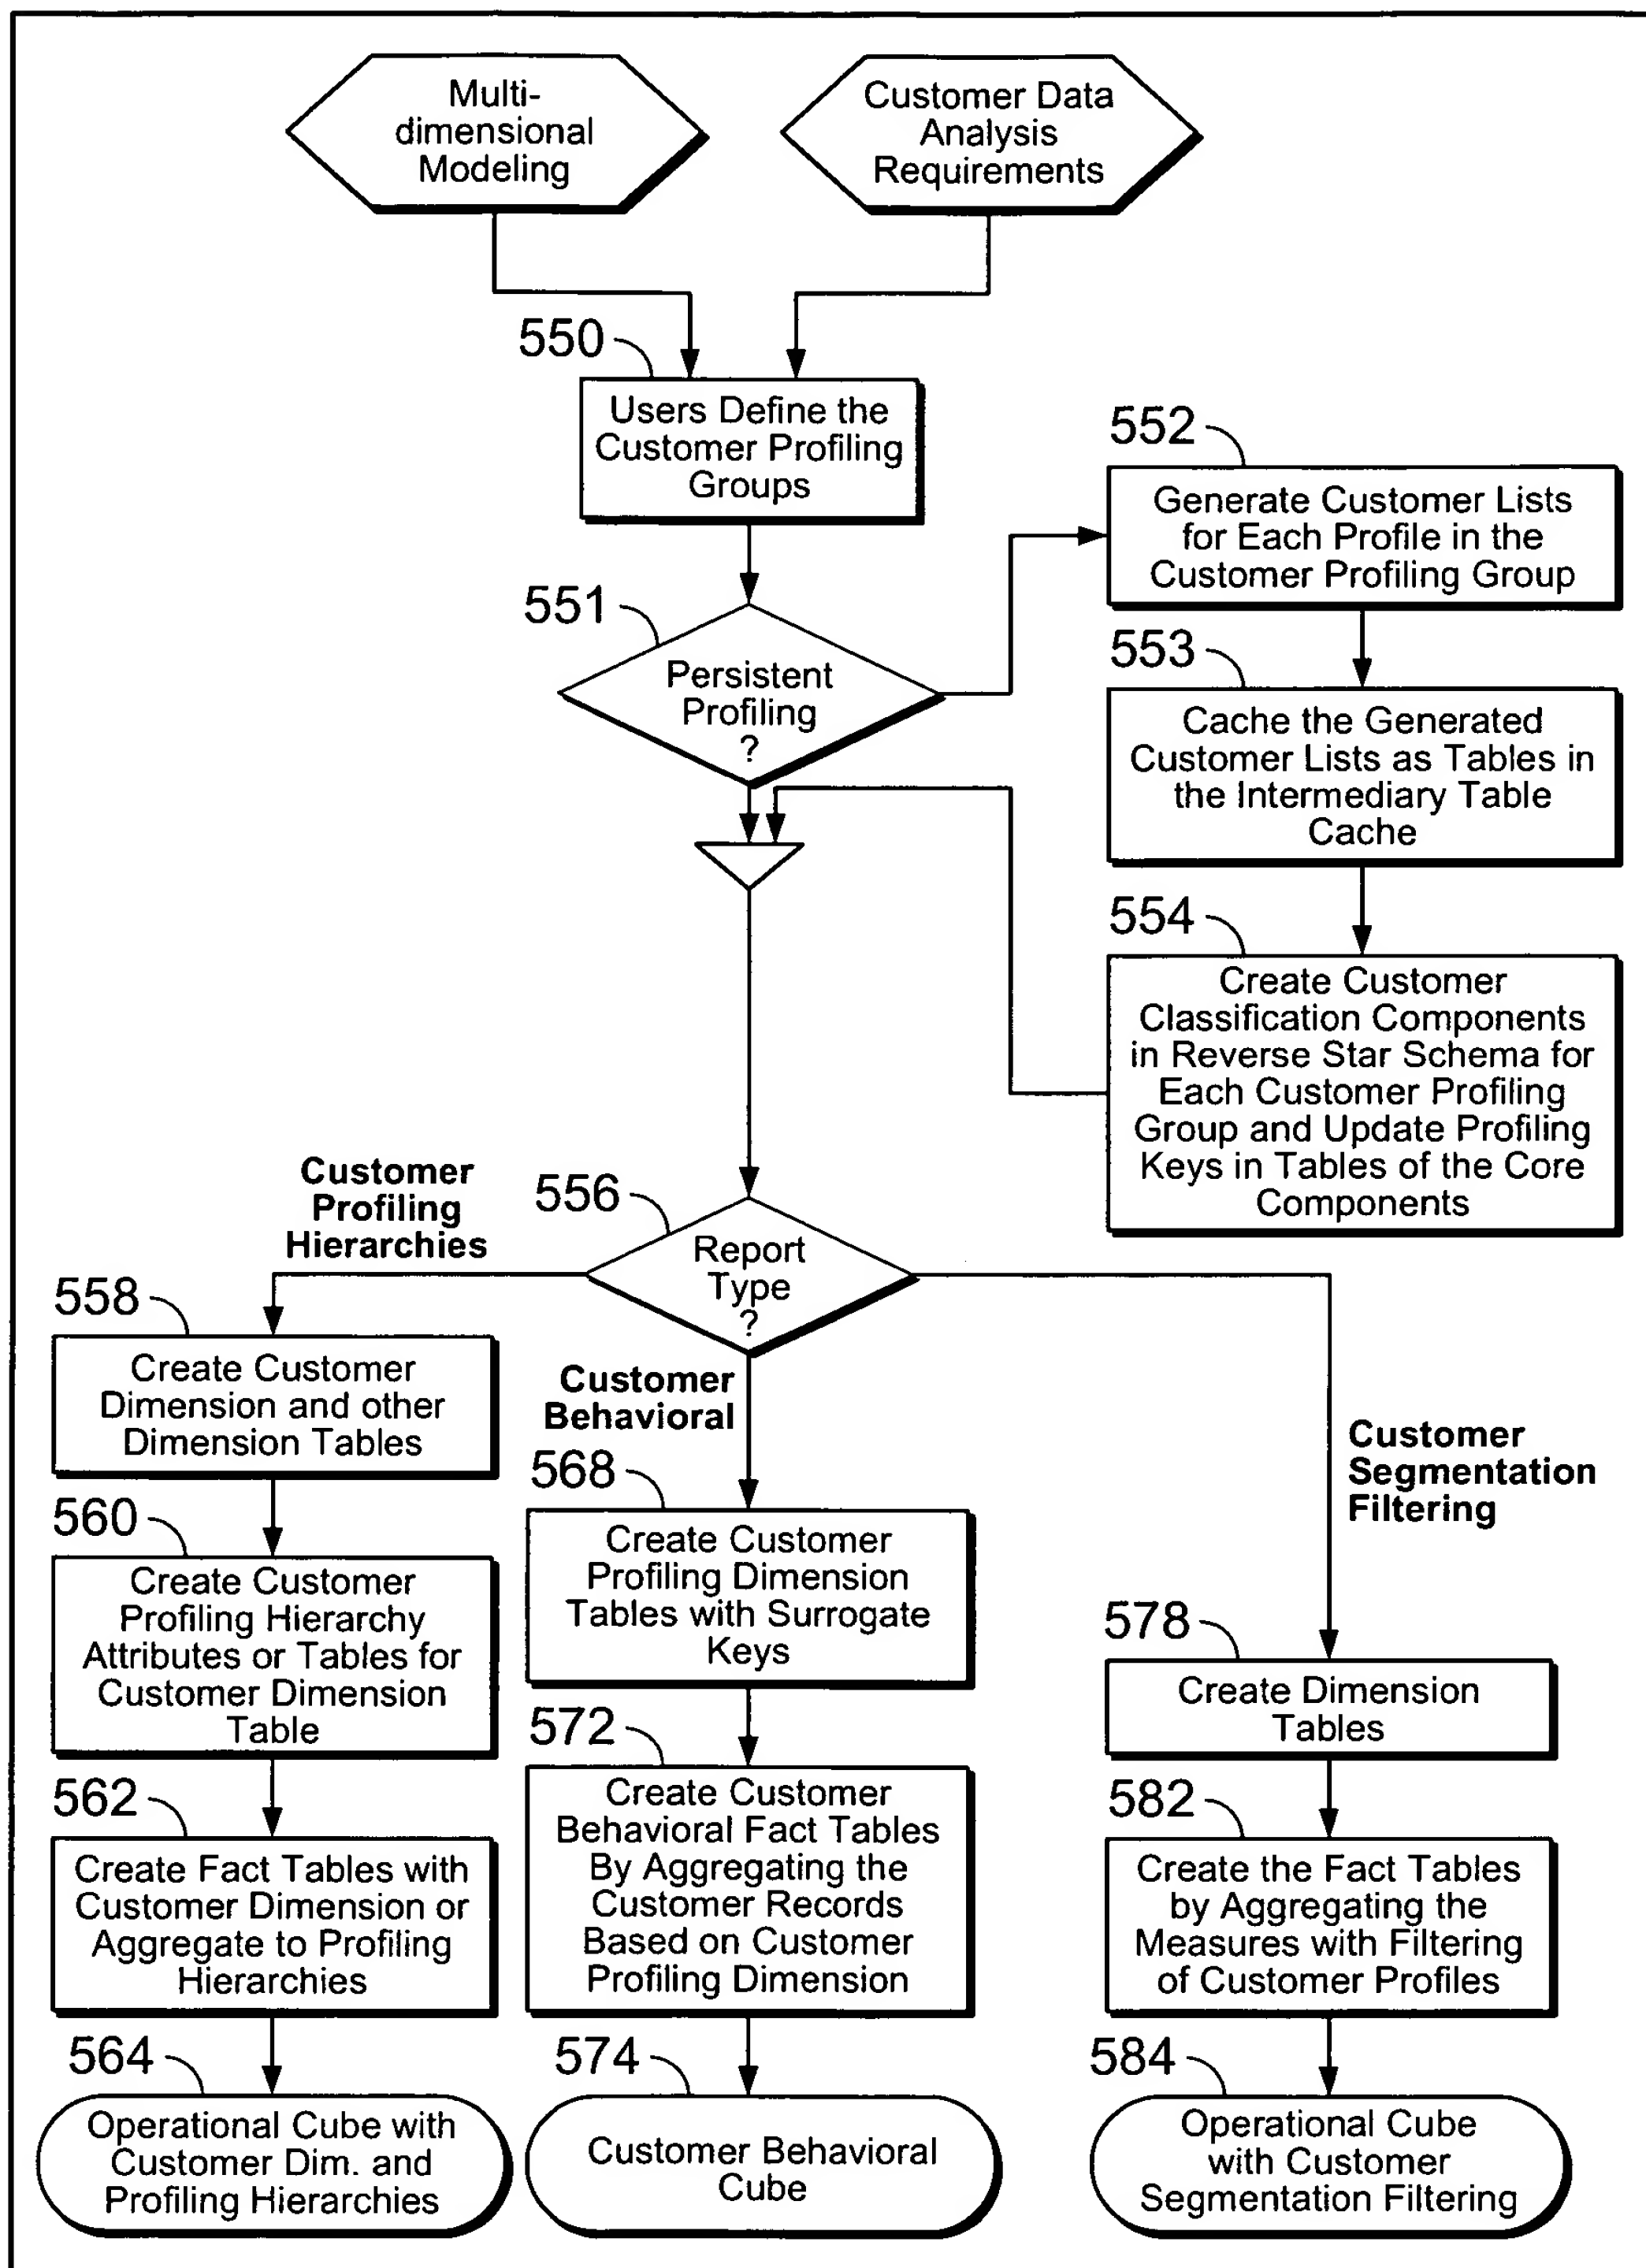 Multi-
dimensional
Modeling
Customer Data
Analysis
Requirements
550
Users Define the
Customer Profiling
Groups
551
Persistent
Profiling
?
552
Generate Customer Lists
for Each Profile in the
Customer Profiling Group
553
Cache the Generated
Customer Lists as Tables in
the Intermediary Table
Cache
554
Create Customer
Classification Components
in Reverse Star Schema for
Each Customer Profiling
Group and Update Profiling
Keys in Tables of the Core
Components
556
Report
Type
?
Customer
Profiling
Hierarchies
558
Create Customer
Dimension and other
Dimension Tables
560
Create Customer
Profiling Hierarchy
Attributes or Tables for
Customer Dimension
Table
562
Create Fact Tables with
Customer Dimension or
Aggregate to Profiling
Hierarchies
564
Operational Cube with
Customer Dim. and
Profiling Hierarchies
Customer
Behavioral
568
Create Customer
Profiling Dimension
Tables with Surrogate
Keys
572
Create Customer
Behavioral Fact Tables
By Aggregating the
Customer Records
Based on Customer
Profiling Dimension
574
Customer Behavioral
Cube
Customer
Segmentation
Filtering
578
Create Dimension
Tables
582
Create the Fact Tables
by Aggregating the
Measures with Filtering
of Customer Profiles
584
Operational Cube
with Customer
Segmentation Filtering